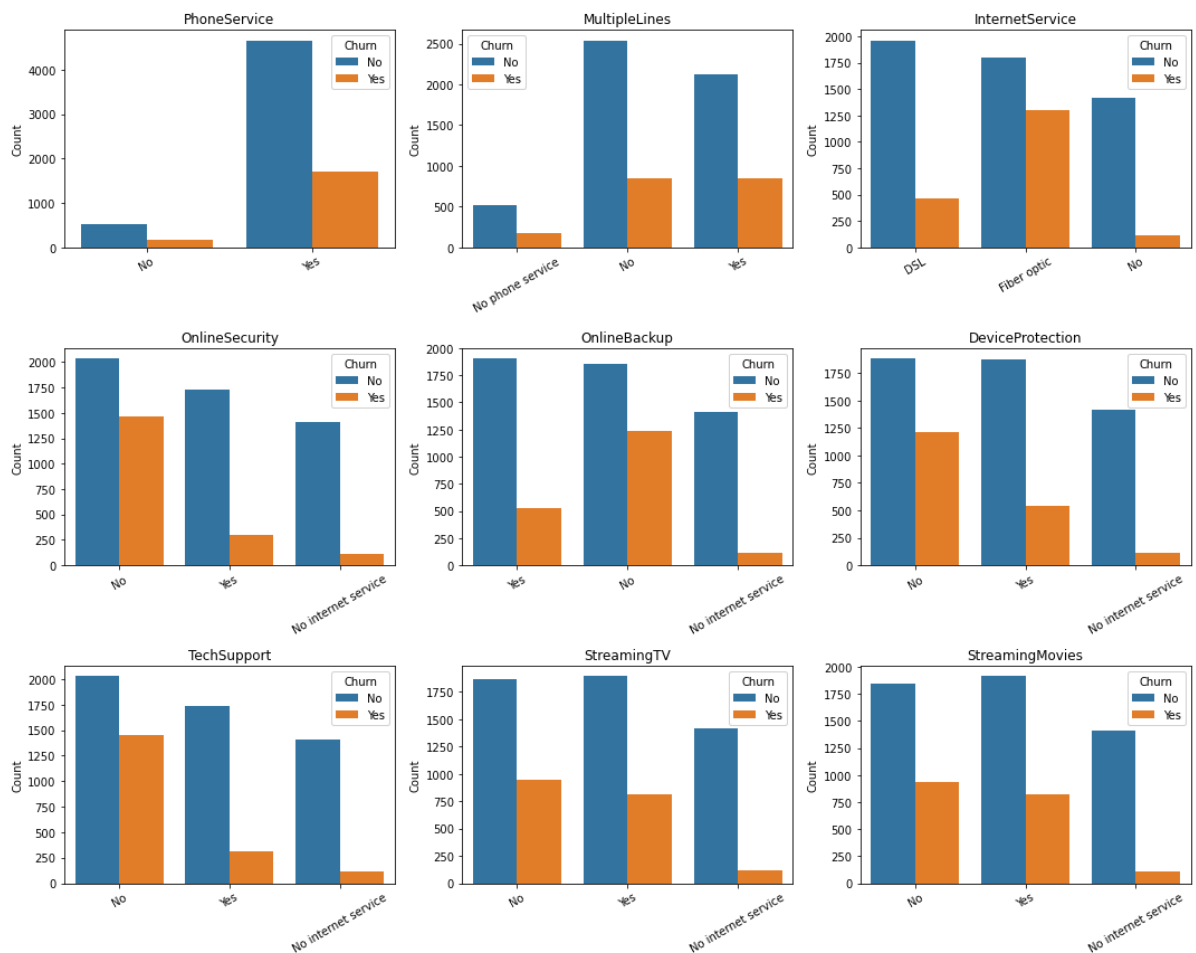 PhoneService
Churn
No
Yes
Count
4000
3000
2000
1000
0
No
Yes
MultipleLines
Churn
No
Yes
Count
2500
2000
1500
1000
500
0
No phone service
No
Yes
InternetService
Churn
No
Yes
Count
2000
1750
1500
1250
1000
750
500
250
0
DSL
Fiber optic
No
OnlineSecurity
Churn
No
Yes
Count
2000
1750
1500
1250
1000
750
500
250
0
No
Yes
No internet service
OnlineBackup
Churn
No
Yes
Count
2000
1750
1500
1250
1000
750
500
250
0
Yes
No
No internet service
DeviceProtection
Churn
No
Yes
Count
1750
1500
1250
1000
750
500
250
0
No
Yes
No internet service
TechSupport
Churn
No
Yes
Count
2000
1750
1500
1250
1000
750
500
250
0
No
Yes
No internet service
StreamingTV
Churn
No
Yes
Count
1750
1500
1250
1000
750
500
250
0
No
Yes
No internet service
StreamingMovies
Churn
No
Yes
Count
2000
1750
1500
1250
1000
750
500
250
0
No
Yes
No internet service